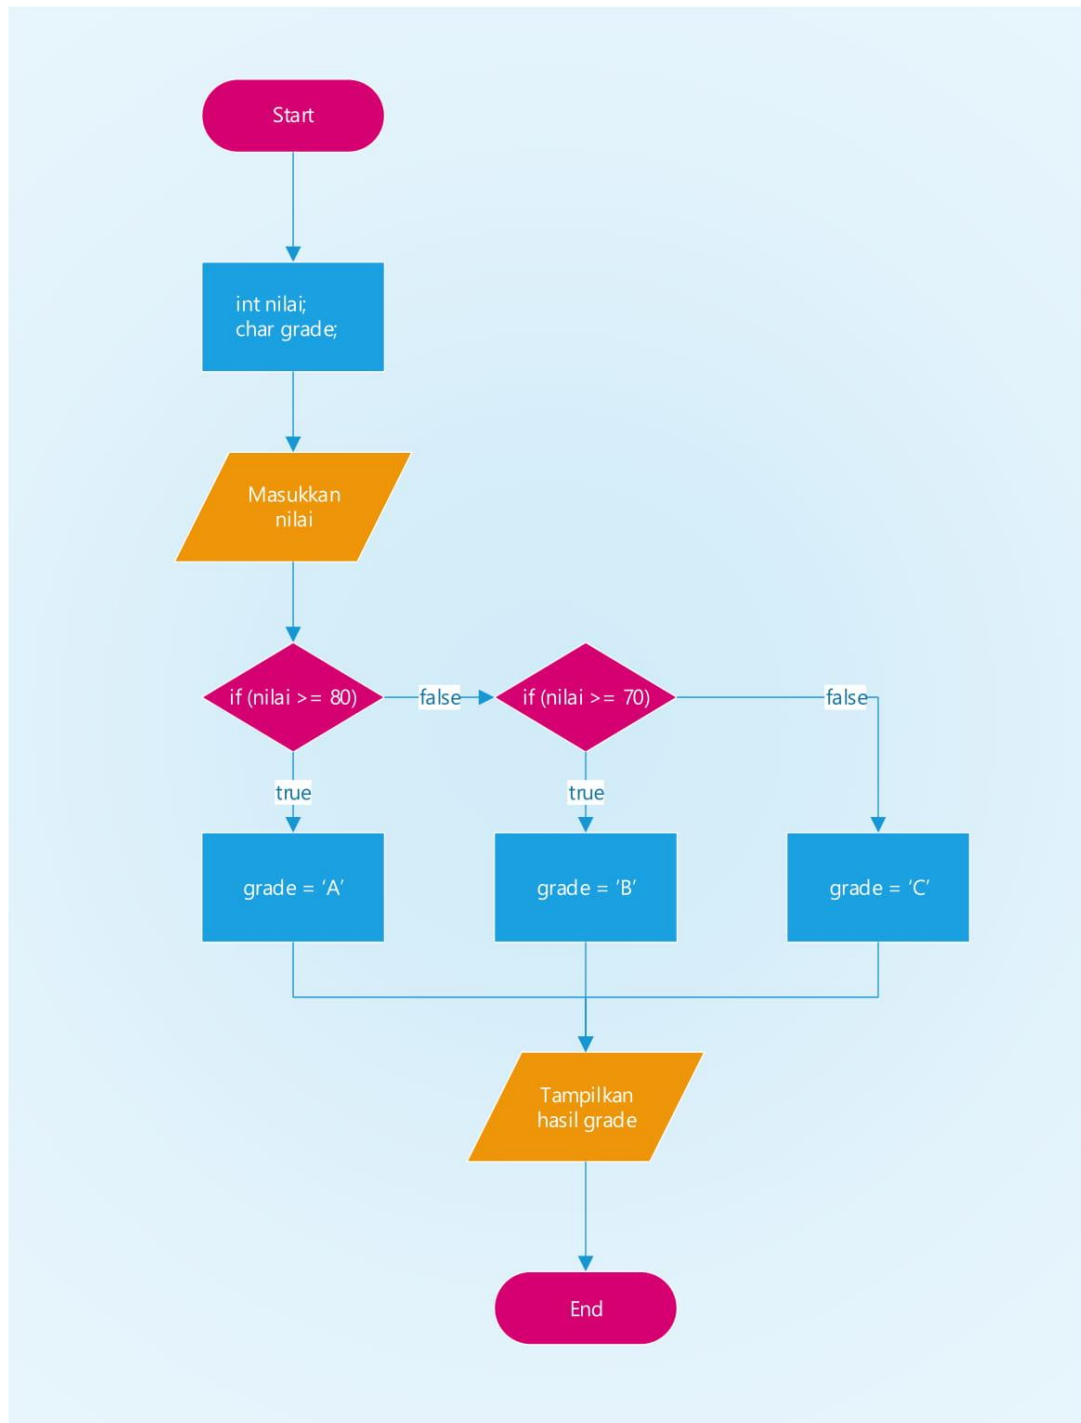 Start
int nilai;
char grade;
Masukkan
nilai
if (nilai >= 80)
false
if (nilai >= 70)
false
true
true
grade = ‘A’
grade = ‘B’
grade = ‘C’
Tampilkan
hasil grade
End